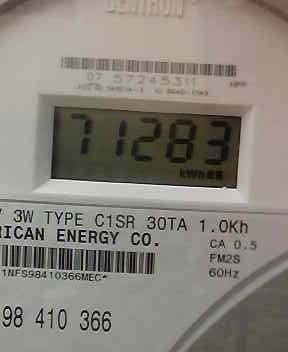 CENTRON
07 57245311
71283
kWh
V 3W TYPE C1SR 30TA 1.0Kh
RICAN ENERGY CO.
CA 0.5
FM2S
60Hz
1NFS98410366MEC*
98 410 366